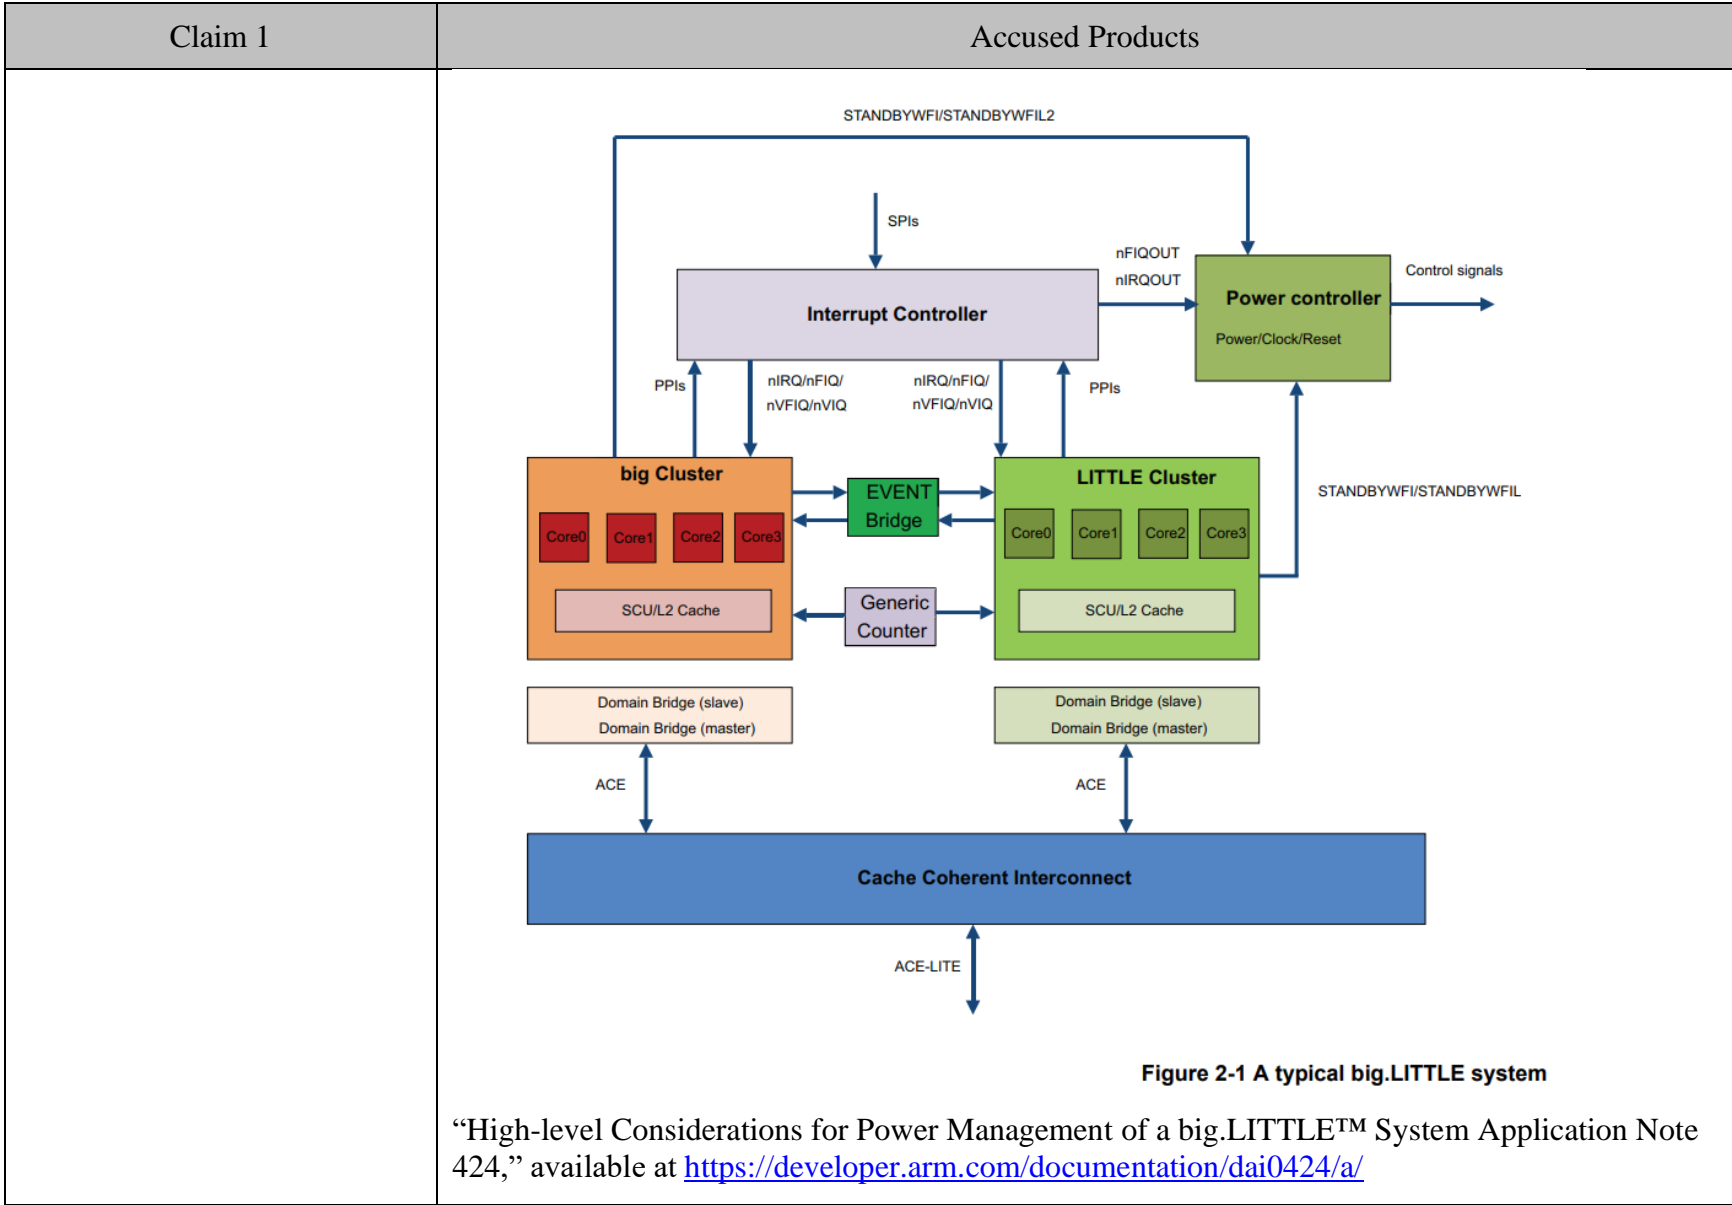 Claim 1
Accused Products
STANDBYWFI/STANDBYWFIL2
SPIs
nFIQOUT
nIRQOUT
Control signals
Interrupt Controller
Power controller
Power/Clock/Reset
PPIs
nIRQ/nFIQ/
nVFIQ/nVIQ
nIRQ/nFIQ/
nVFIQ/nVIQ
PPIs
big Cluster
Core0
Core1
Core2
Core3
SCU/L2 Cache
EVENT
Bridge
Generic
Counter
LITTLE Cluster
Core0
Core1
Core2
Core3
SCU/L2 Cache
STANDBYWFI/STANDBYWFIL
Domain Bridge (slave)
Domain Bridge (master)
Domain Bridge (slave)
Domain Bridge (master)
ACE
ACE
Cache Coherent Interconnect
ACE-LITE
Figure 2-1 A typical big.LITTLE system
“High-level Considerations for Power Management of a big.LITTLE™ System Application Note
424,” available at https://developer.arm.com/documentation/dai0424/a/